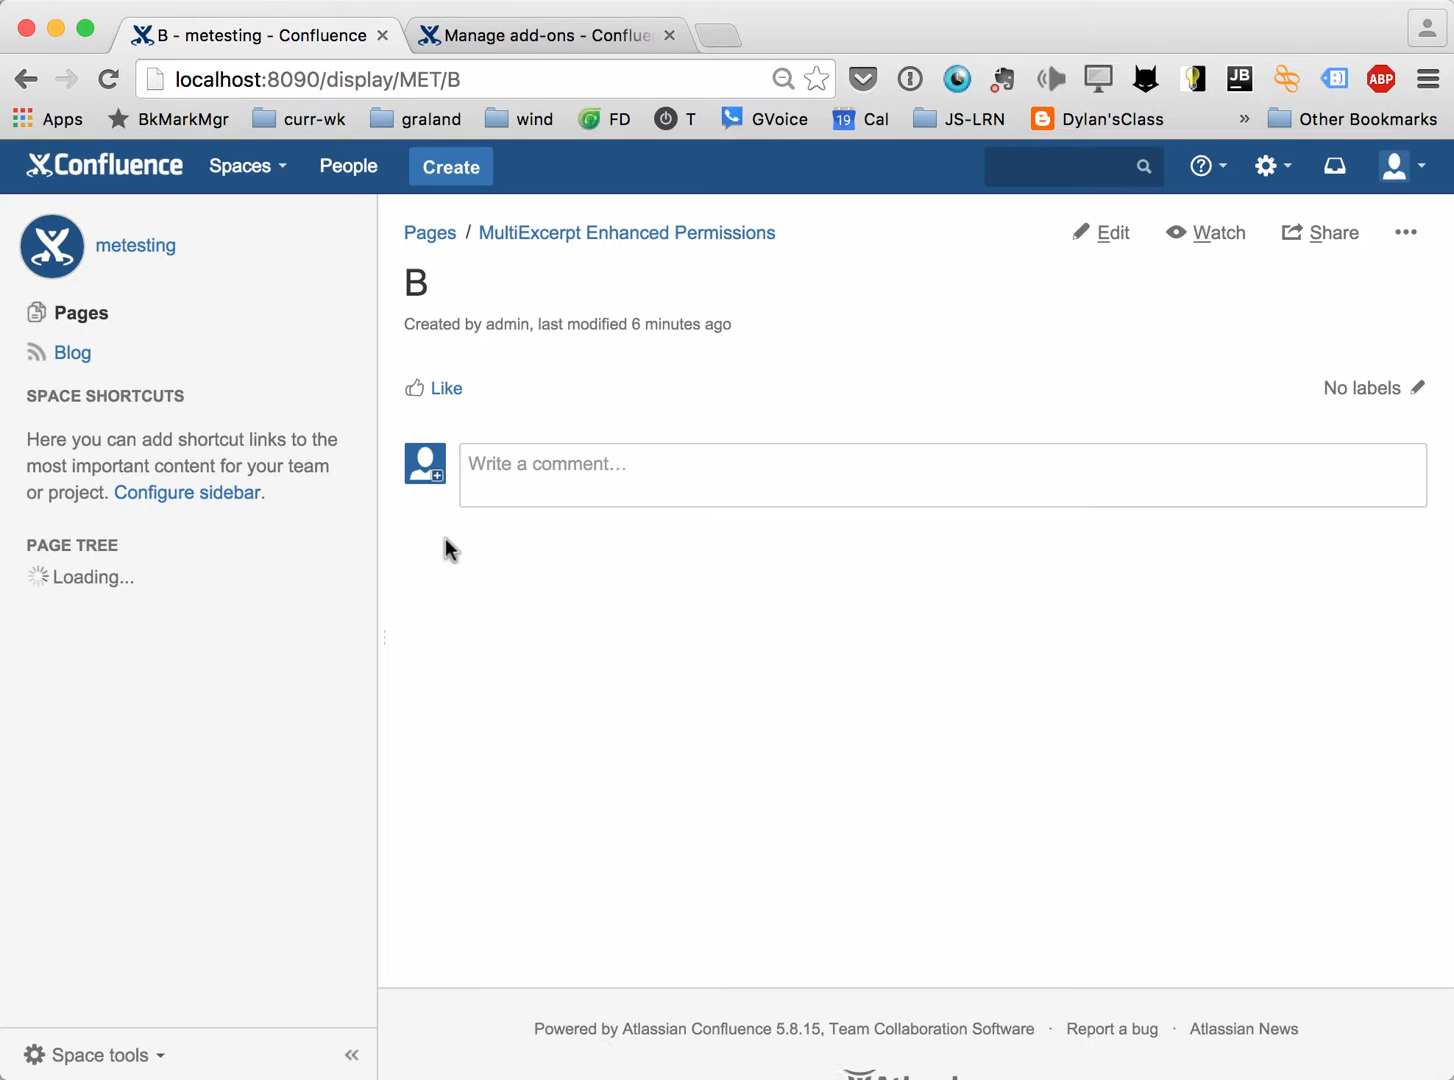 B - metesting - Confluence
Manage add-ons - Confluen
localhost:8090/display/MET/B
JB
ABP
Apps
BkMarkMgr
curr-wk
graland
wind
FD
T
GVoice
19 Cal
JS-LRN
Dylan'sClass
»
Other Bookmarks
Confluence
Spaces
People
Create
metesting
Pages / MultiExcerpt Enhanced Permissions
Edit
Watch
Share
•••
B
Created by admin, last modified 6 minutes ago
Pages
Blog
Like
No labels
SPACE SHORTCUTS
Here you can add shortcut links to the
most important content for your team
or project. Configure sidebar.
Write a comment…
PAGE TREE
Loading...
Powered by Atlassian Confluence 5.8.15, Team Collaboration Software · Report a bug · Atlassian News
Space tools
«